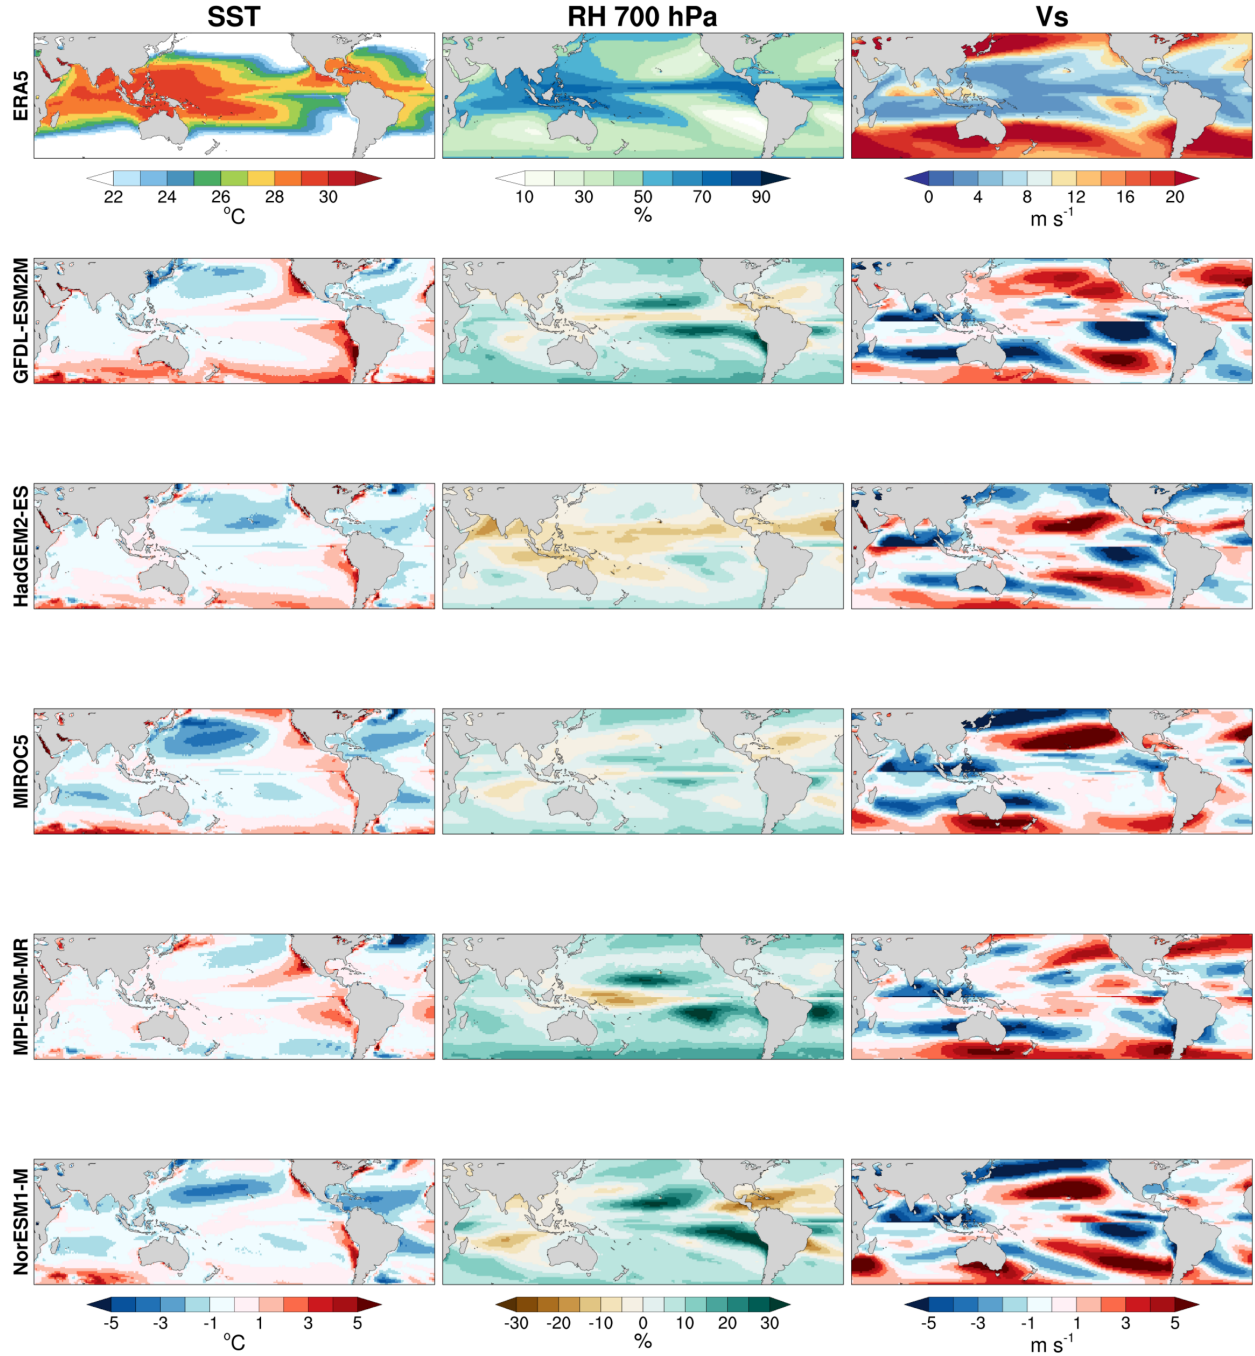 SST RH 700 hPa Vs
ERA5
22 24 26 28 30
°C
10 30 50 70 90
%
0 4 8 12 16 20
m s⁻¹
GFDL-ESM2M
HadGEM2-ES
MIROC5
MPI-ESM-MR
NorESM1-M
-5 -3 -1 1 3 5
°C
-30 -20 -10 0 10 20 30
%
-5 -3 -1 1 3 5
m s⁻¹